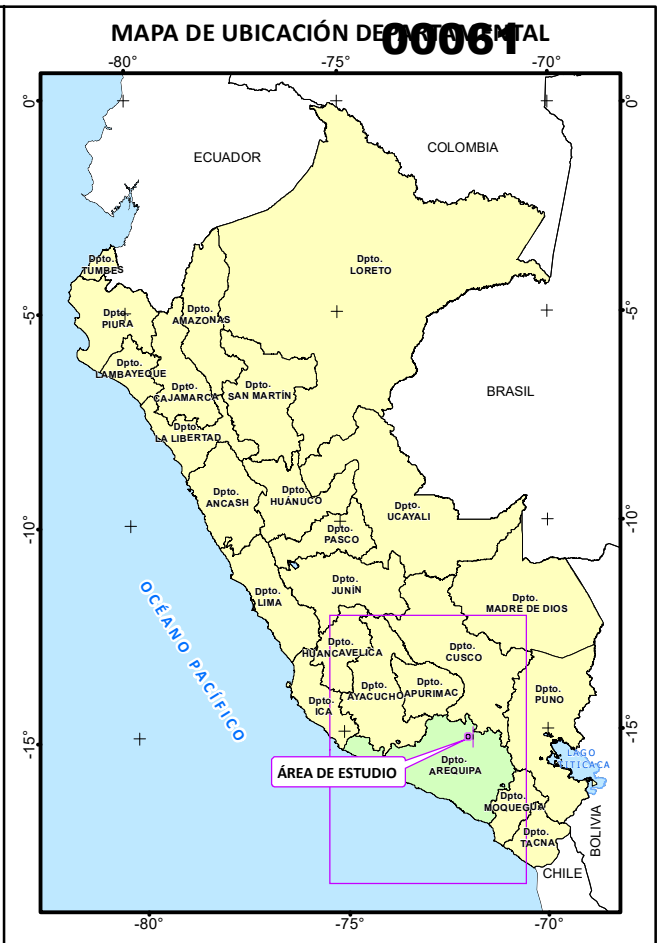 MAPA DE UBICACIÓN DEPARTAMENTAL
00061
-80°
-75°
-70°
0°
0°
ECUADOR
COLOMBIA
Dpto.
TUMBES
Dpto.
LORETO
-5°
-5°
Dpto.
PIURA
Dpto.
AMAZONAS
Dpto.
LAMBAYEQUE
Dpto.
CAJAMARCA
Dpto.
SAN MARTÍN
BRASIL
Dpto.
LA LIBERTAD
Dpto.
ANCASH
Dpto.
HUÁNUCO
Dpto.
UCAYALI
-10°
-10°
Dpto.
PASCO
Dpto.
LIMA
Dpto.
JUNÍN
Dpto.
MADRE DE DIOS
OCÉANO PACÍFICO
Dpto.
HUANCAVELICA
Dpto.
CUSCO
Dpto.
ICA
Dpto.
AYACUCHO
Dpto.
APURIMAC
Dpto.
PUNO
-15°
-15°
ÁREA DE ESTUDIO
Dpto.
AREQUIPA
LAGO
TITICACA
Dpto.
MOQUEGUA
Dpto.
TACNA
BOLIVIA
CHILE
-80°
-75°
-70°